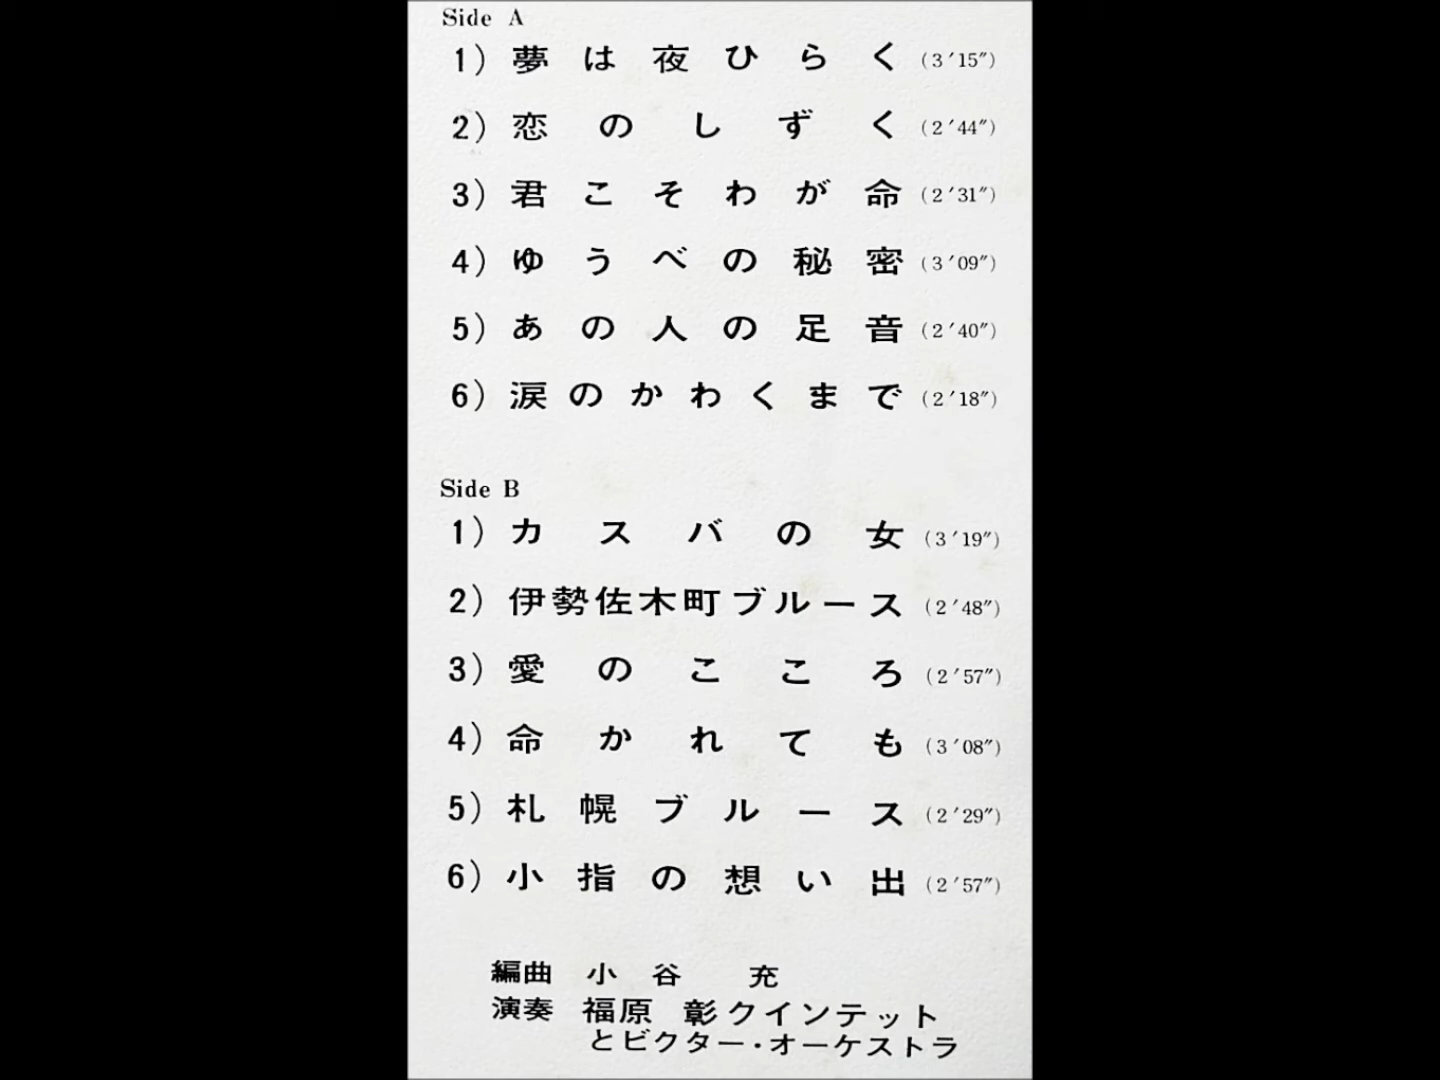 Side A
1) 夢は夜ひらく (3′15″)
2) 恋のしずく (2′44″)
3) 君こそわが命 (2′31″)
4) ゆうべの秘密 (3′09″)
5) あの人の足音 (2′40″)
6) 涙のかわくまで (2′18″)
Side B
1) カスバの女 (3′19″)
2) 伊勢佐木町ブルース (2′48″)
3) 愛のこころ (2′57″)
4) 命かれても (3′08″)
5) 札幌ブルース (2′29″)
6) 小指の想い出 (2′57″)
編曲 小谷 充
演奏 福原 彰クインテット
とビクター・オーケストラ